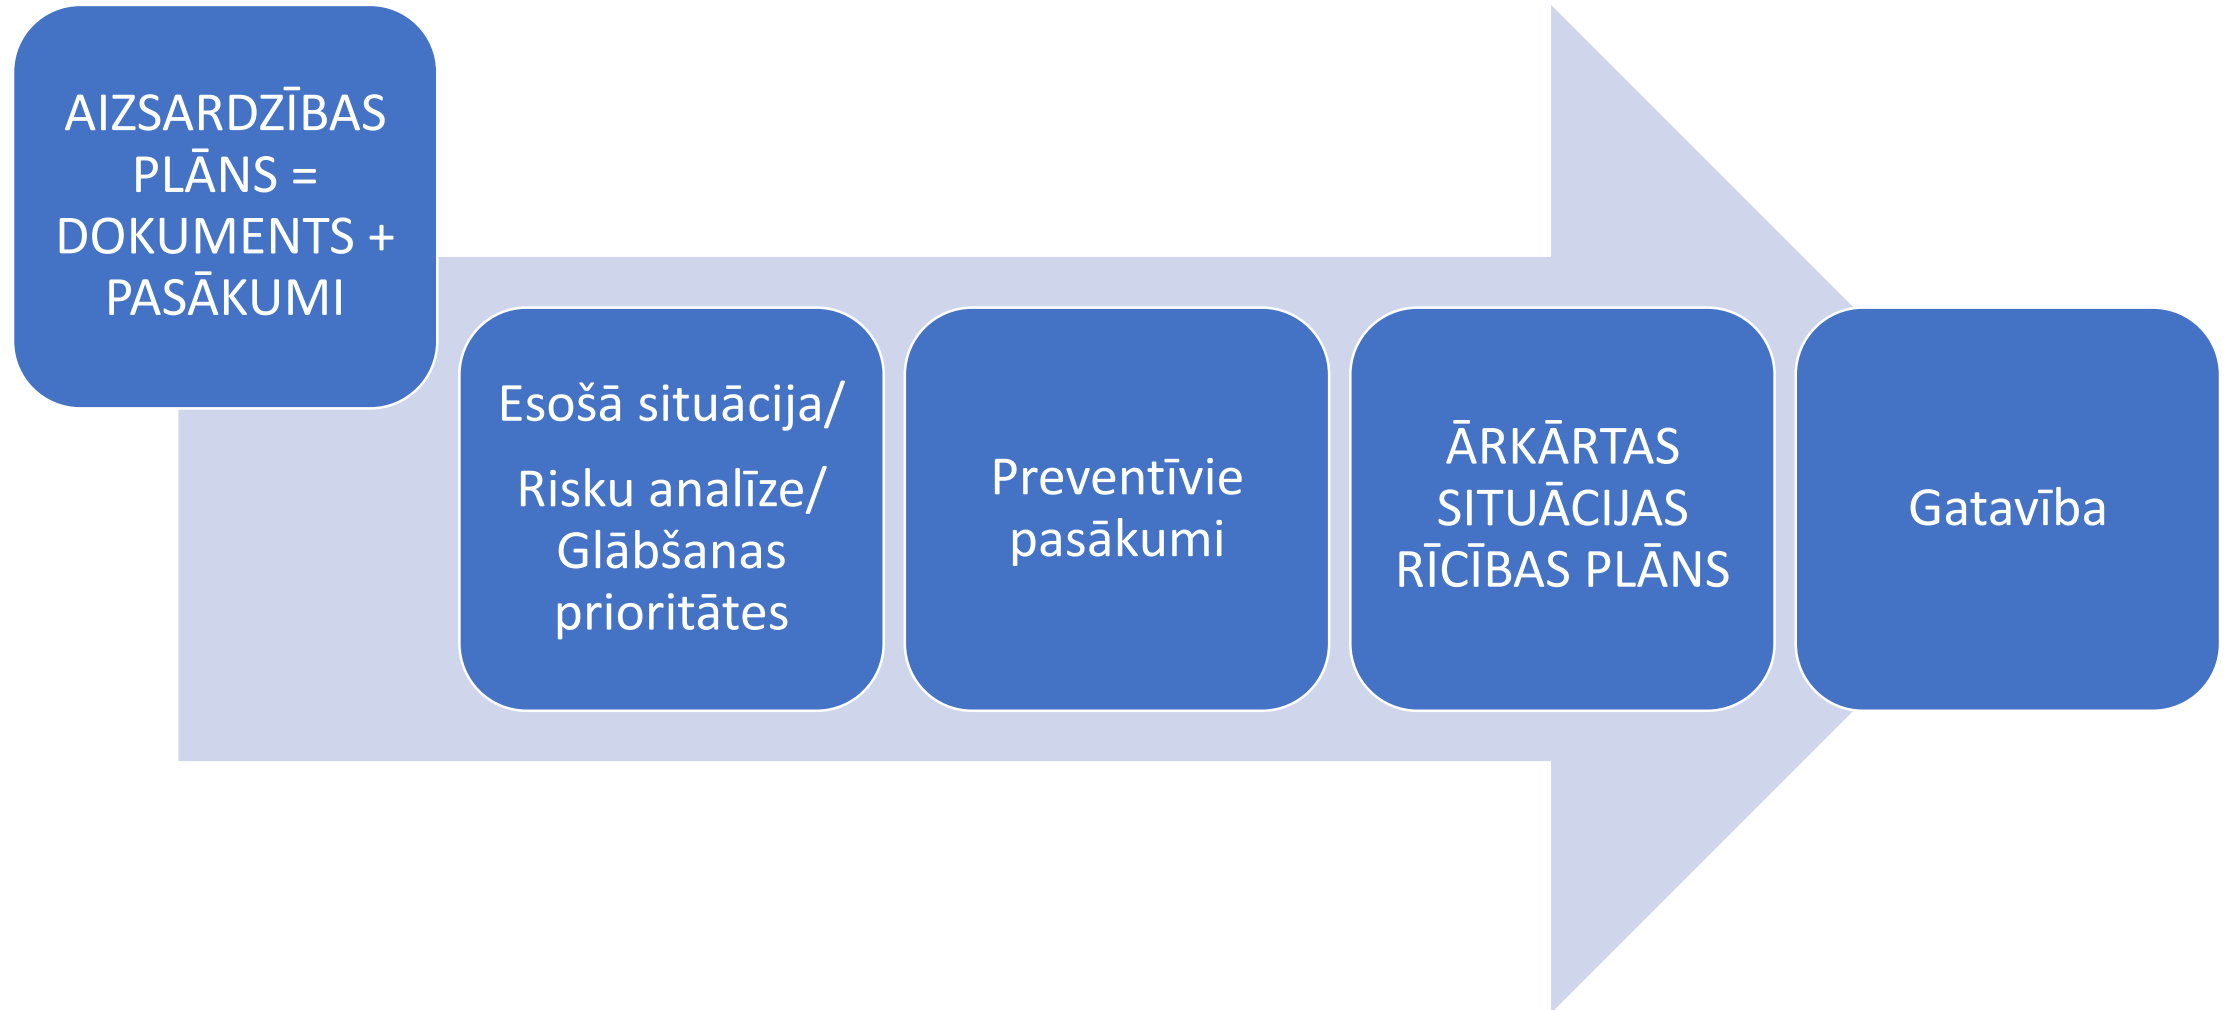 AIZSARDZĪBAS
PLĀNS =
DOKUMENTS +
PASĀKUMI
Esošā situācija/
Risku analīze/
Glābšanas
prioritātes
Preventīvie
pasākumi
ĀRKĀRTAS
SITUĀCIJAS
RĪCĪBAS PLĀNS
Gatavība